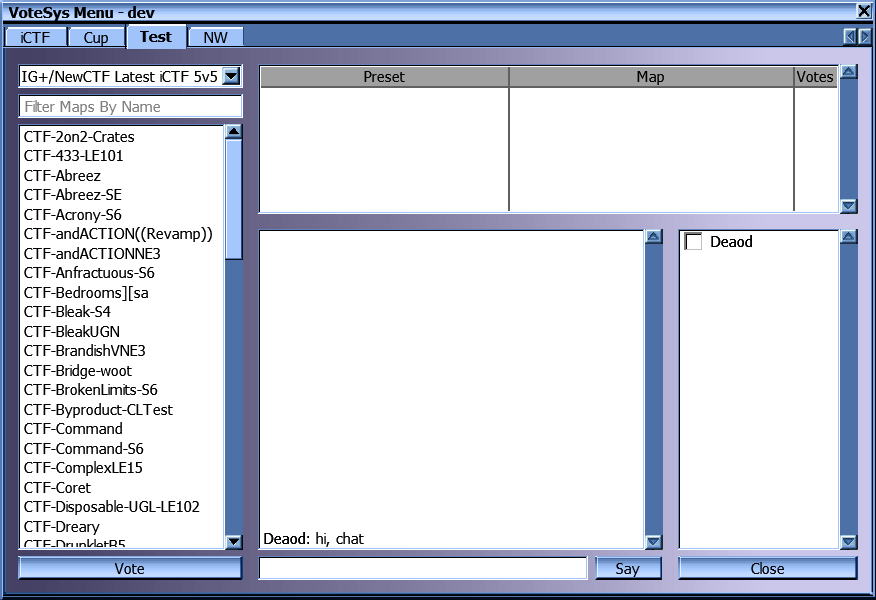 VoteSys Menu - dev
iCTF Cup Test NW
IG+/NewCTF Latest iCTF 5v5
Filter Maps By Name
CTF-2on2-Crates
CTF-433-LE101
CTF-Abreez
CTF-Abreez-SE
CTF-Acrony-S6
CTF-andACTION((Revamp))
CTF-andACTIONNE3
CTF-Anfractuous-S6
CTF-Bedrooms][sa
CTF-Bleak-S4
CTF-BleakUGN
CTF-BrandishVNE3
CTF-Bridge-woot
CTF-BrokenLimits-S6
CTF-Byproduct-CLTest
CTF-Command
CTF-Command-S6
CTF-ComplexLE15
CTF-Coret
CTF-Disposable-UGL-LE102
CTF-Dreary
CTF-DrunkletB5
Vote
Preset Map Votes
Deaod: hi, chat
Say
Deaod
Close